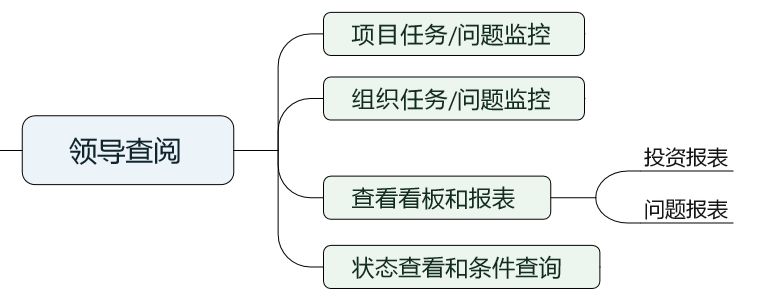 项目任务/问题监控
组织任务/问题监控
领导查阅
投资报表
查看看板和报表
问题报表
状态查看和条件查询